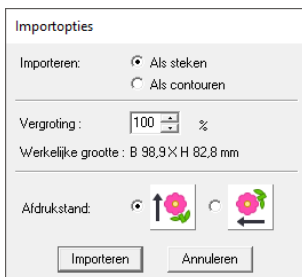 Importopties
Importeren: Als steken
Als contouren
Vergroting : 100 %
Werkelijke grootte : B 98,9 X H 82,8 mm
Afdrukstand:
Importeren Annuleren